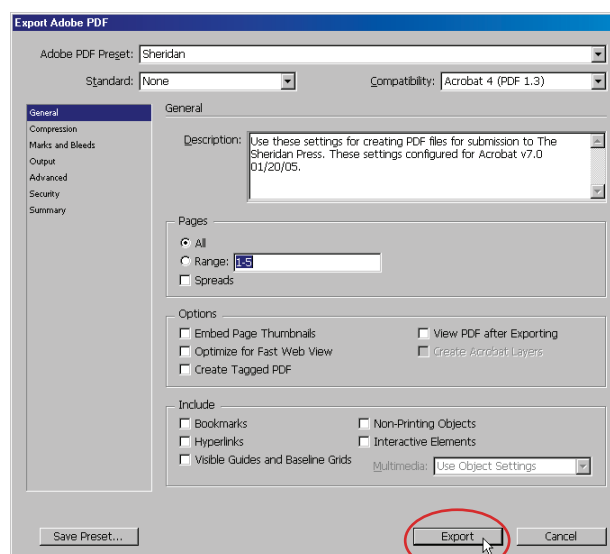 Export Adobe PDF
Adobe PDF Preset: Sheridan
Standard: None Compatibility: Acrobat 4 (PDF 1.3)
General
Compression
Marks and Bleeds
Output
Advanced
Security
Summary
General
Description: Use these settings for creating PDF files for submission to The
Sheridan Press. These settings configured for Acrobat v7.0
01/20/05.
Pages
All
Range: 1-5
Spreads
Options
Embed Page Thumbnails View PDF after Exporting
Optimize for Fast Web View Create Acrobat Layers
Create Tagged PDF
Include
Bookmarks Non-Printing Objects
Hyperlinks Interactive Elements
Visible Guides and Baseline Grids Multimedia: Use Object Settings
Save Preset... Export Cancel